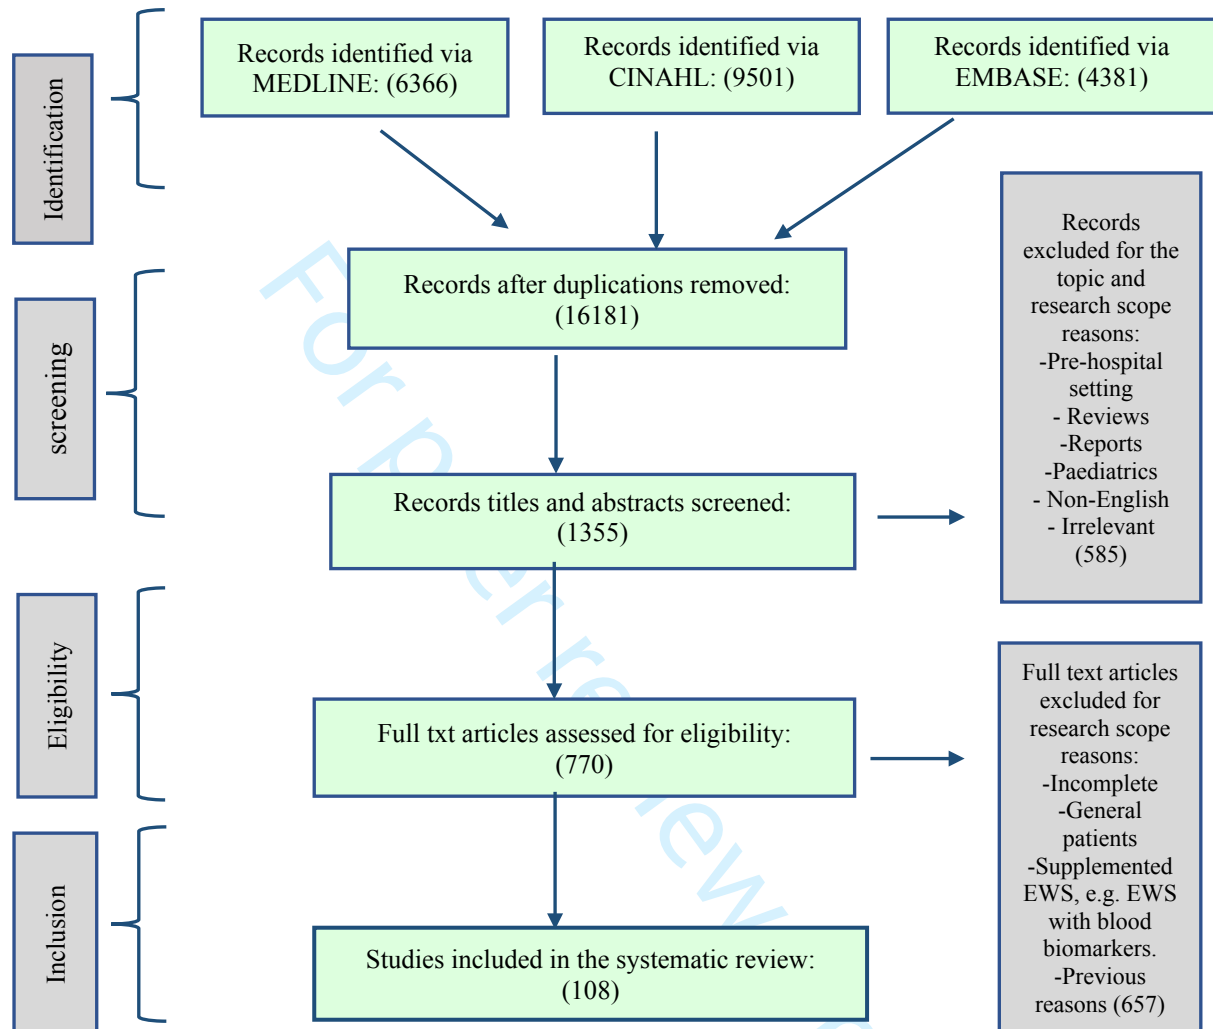 Identification
Records identified via
MEDLINE: (6366)
Records identified via
CINAHL: (9501)
Records identified via
EMBASE: (4381)
screening
Records after duplications removed:
(16181)
Records titles and abstracts screened:
(1355)
Records
excluded for the
topic and
research scope
reasons:
-Pre-hospital
setting
- Reviews
-Reports
-Paediatrics
- Non-English
- Irrelevant
(585)
Eligibility
Full txt articles assessed for eligibility:
(770)
Full text articles
excluded for
research scope
reasons:
-Incomplete
-General
patients
-Supplemented
EWS, e.g. EWS
with blood
biomarkers.
-Previous
reasons (657)
Inclusion
Studies included in the systematic review:
(108)
For peer review